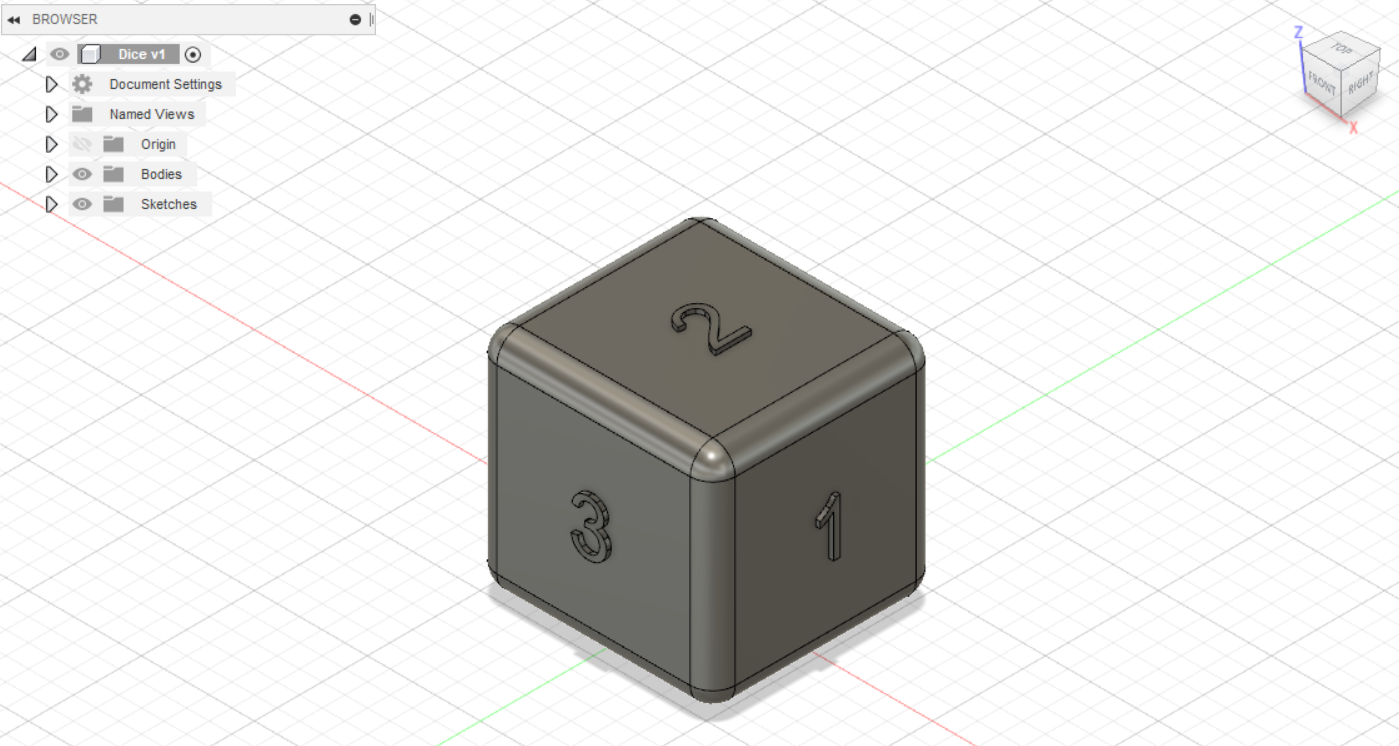 BROWSER
Dice v1
Document Settings
Named Views
Origin
Bodies
Sketches
Z
TOP
FRONT
RIGHT
X
2
3
1